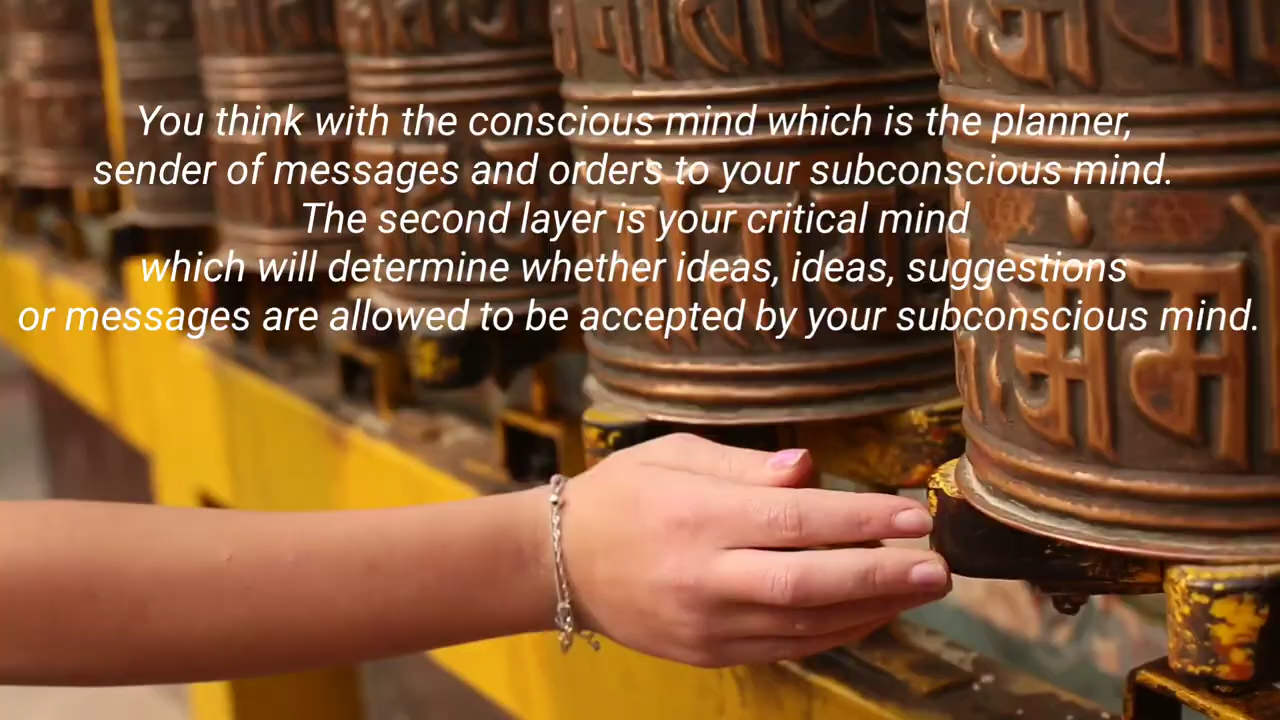 You think with the conscious mind which is the planner,
sender of messages and orders to your subconscious mind.
The second layer is your critical mind
which will determine whether ideas, ideas, suggestions
or messages are allowed to be accepted by your subconscious mind.